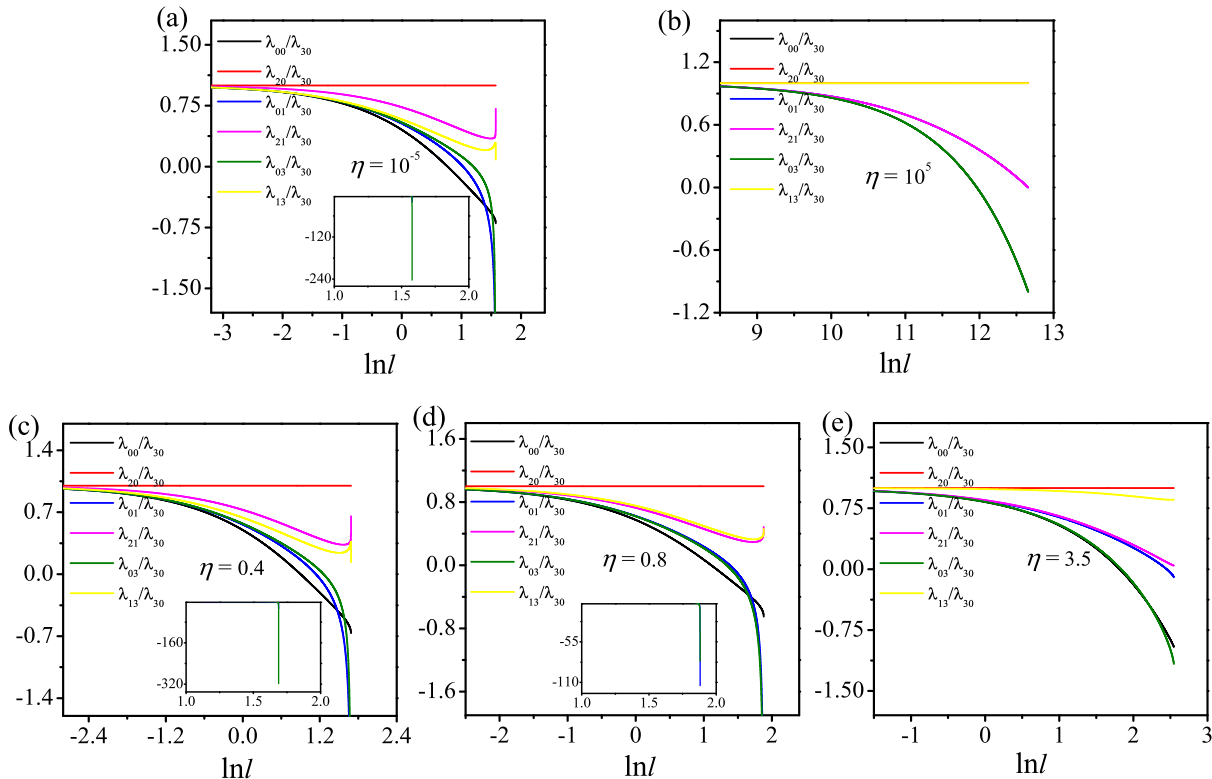 (a)
1.50
0.75
0.00
-0.75
-1.50
λ00/λ30
λ20/λ30
λ01/λ30
λ21/λ30
λ03/λ30
λ13/λ30
η = 10-5
-120
-240
1.0 1.5 2.0
-3 -2 -1 0 1 2
lnl
(b)
1.2
0.6
0.0
-0.6
-1.2
λ00/λ30
λ20/λ30
λ01/λ30
λ21/λ30
λ03/λ30
λ13/λ30
η = 105
9 10 11 12 13
lnl
(c)
1.4
0.7
0.0
-0.7
-1.4
λ00/λ30
λ20/λ30
λ01/λ30
λ21/λ30
λ03/λ30
λ13/λ30
η = 0.4
-160
-320
1.0 1.5 2.0
-2.4 -1.2 0.0 1.2 2.4
lnl
(d)
1.6
0.8
0.0
-0.8
-1.6
λ00/λ30
λ20/λ30
λ01/λ30
λ21/λ30
λ03/λ30
λ13/λ30
η = 0.8
-55
-110
1.0 1.5 2.0
-2 -1 0 1 2
lnl
(e)
1.50
0.75
0.00
-0.75
-1.50
λ00/λ30
λ20/λ30
λ01/λ30
λ21/λ30
λ03/λ30
λ13/λ30
η = 3.5
-1 0 1 2 3
lnl